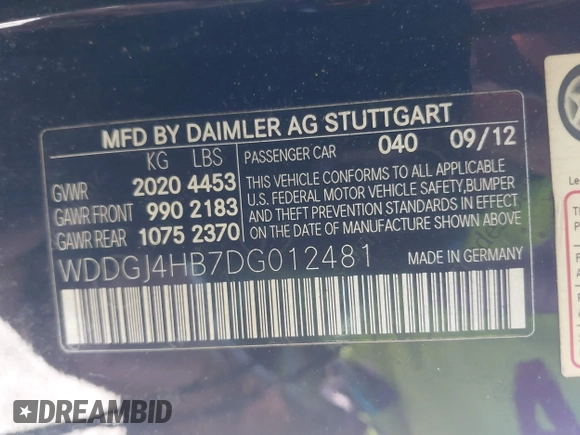 MFD BY DAIMLER AG STUTTGART
KG LBS
GVWR 2020 4453
GAWR FRONT 990 2183
GAWR REAR 1075 2370
PASSENGER CAR 040 09/12
THIS VEHICLE CONFORMS TO ALL APPLICABLE
U.S. FEDERAL MOTOR VEHICLE SAFETY,BUMPER
AND THEFT PREVENTION STANDARDS IN EFFECT
ON THE DATE OF MANUFACTURE SHOWN ABOVE
WDDGJ4HB7DG012481
MADE IN GERMANY
Le
DREAMBID